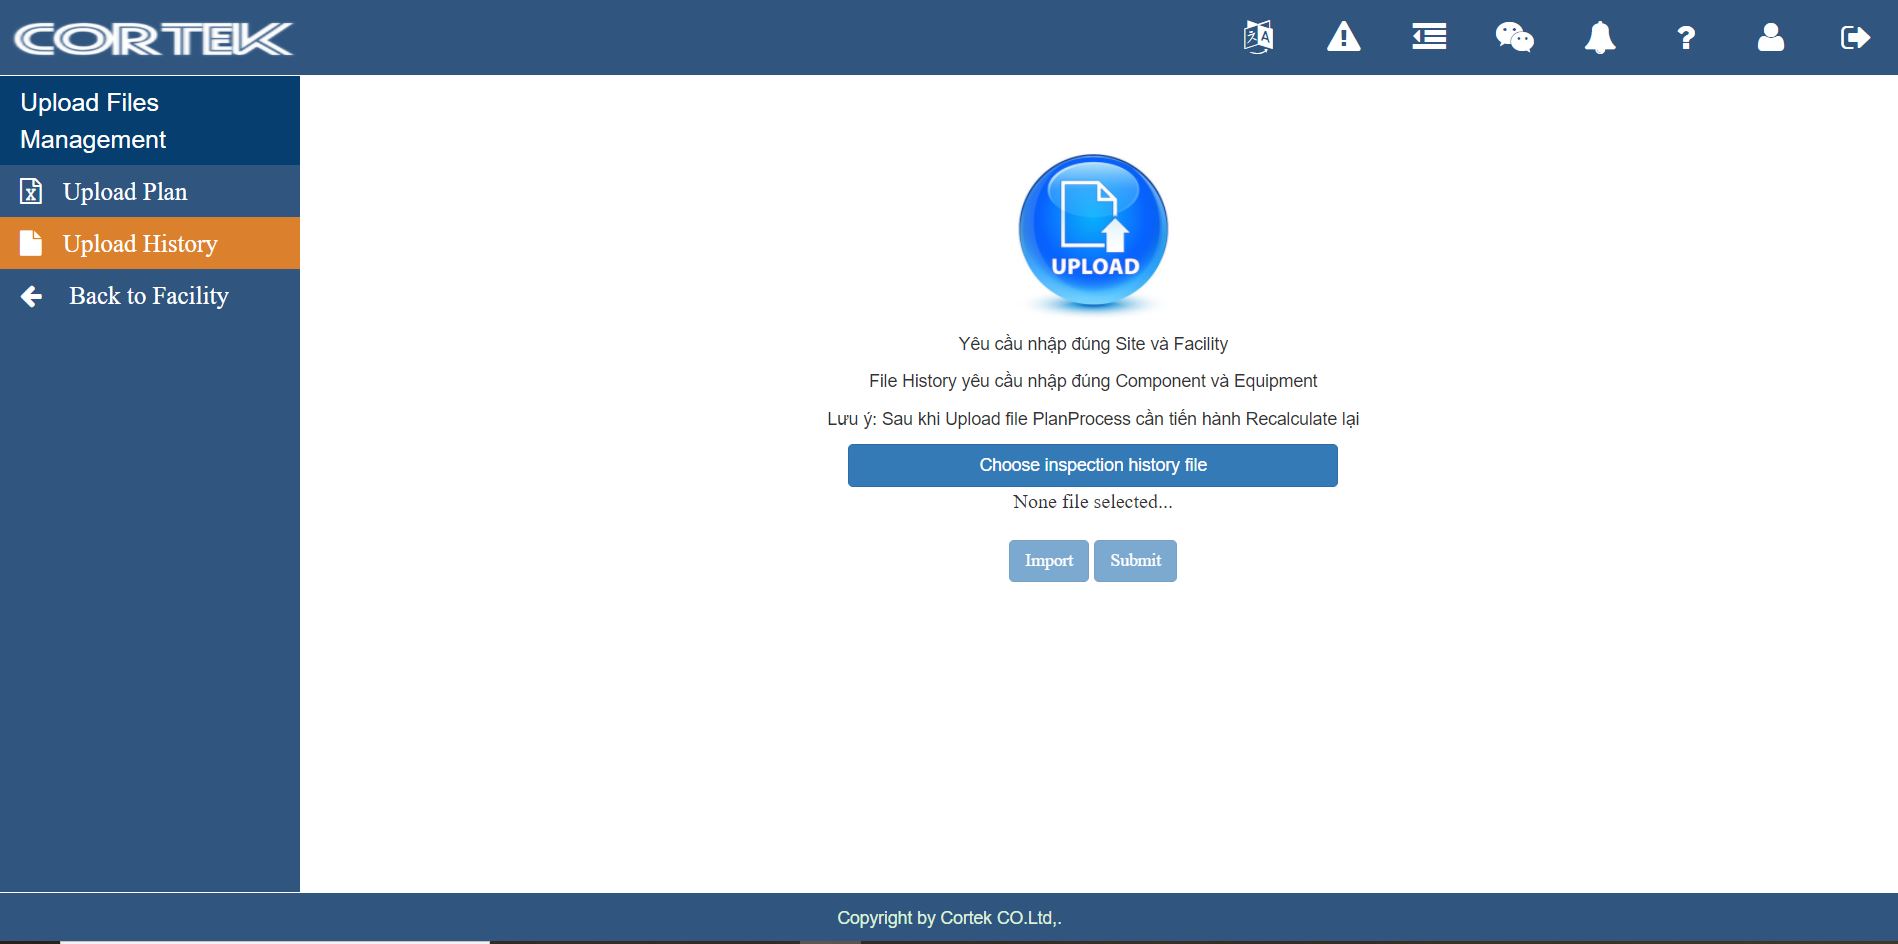 CORTEK
Upload Files
Management
Upload Plan
Upload History
Back to Facility
UPLOAD
Yêu cầu nhập đúng Site và Facility
File History yêu cầu nhập đúng Component và Equipment
Lưu ý: Sau khi Upload file PlanProcess cần tiến hành Recalculate lại
Choose inspection history file
None file selected...
Import Submit
Copyright by Cortek CO.Ltd,.